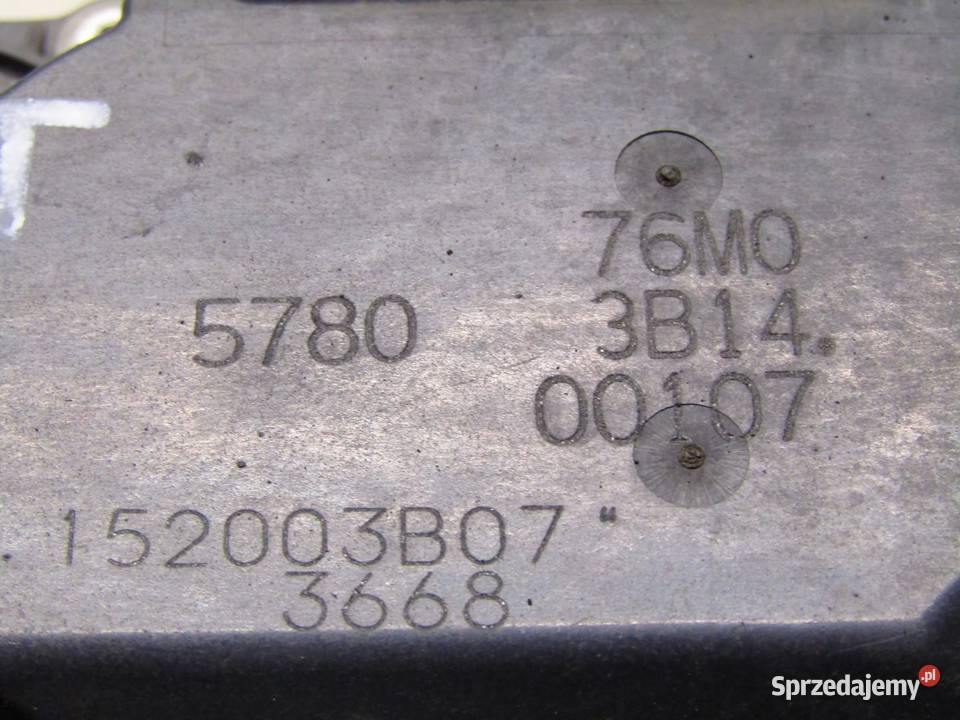 76M0
5780 3B14
00107
152003B07
3668
Sprzedajemy.pl